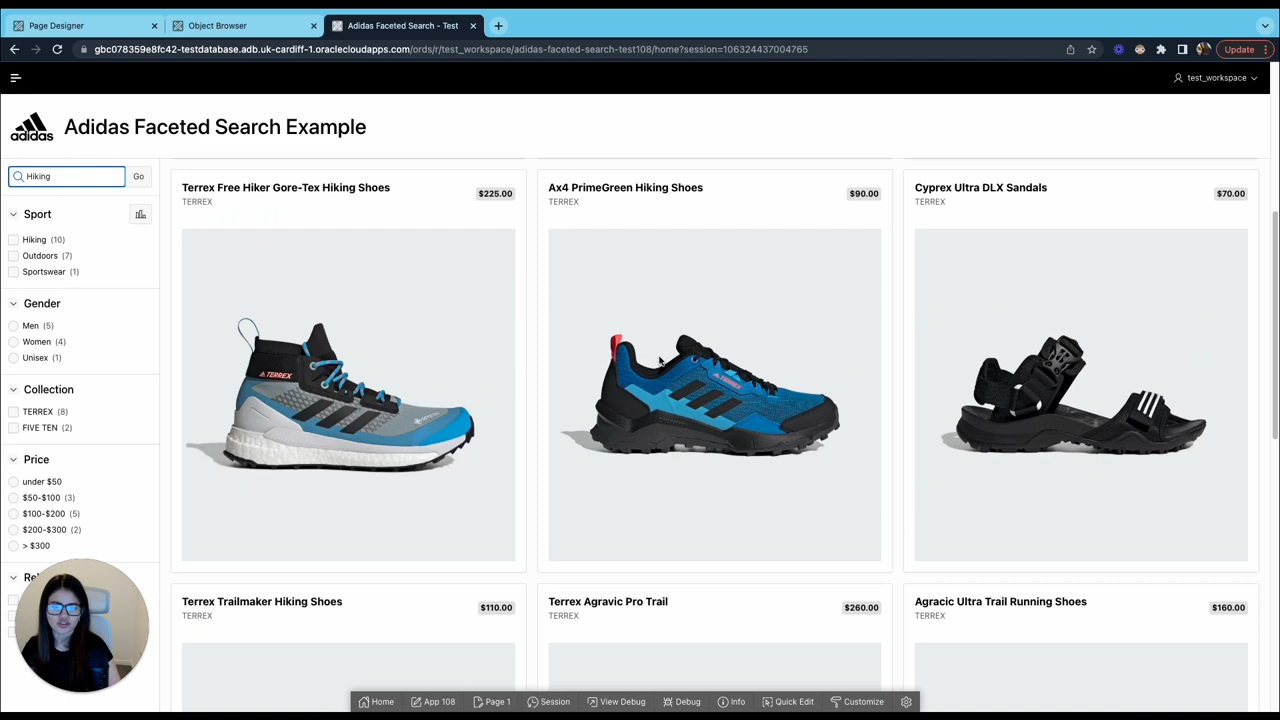 Page Designer
Object Browser
Adidas Faceted Search - Test
gbc078359e8fc42-testdatabase.adb.uk-cardiff-1.oraclecloudapps.com/ords/r/test_workspace/adidas-faceted-search-test108/home?session=106324437004765
Update
test_workspace
adidas
Adidas Faceted Search Example
Hiking
Go
Sport
Hiking (10)
Outdoors (7)
Sportswear (1)
Gender
Men (5)
Women (4)
Unisex (1)
Collection
TERREX (8)
FIVE TEN (2)
Price
under $50
$50-$100 (3)
$100-$200 (5)
$200-$300 (2)
> $300
Terrex Free Hiker Gore-Tex Hiking Shoes
$225.00
TERREX
TERREX
Ax4 PrimeGreen Hiking Shoes
$90.00
TERREX
TERREX
Cyprex Ultra DLX Sandals
$70.00
TERREX
Terrex Trailmaker Hiking Shoes
$110.00
TERREX
Terrex Agravic Pro Trail
$260.00
TERREX
Agracic Ultra Trail Running Shoes
$160.00
TERREX
Home
App 108
Page 1
Session
View Debug
Debug
Info
Quick Edit
Customize